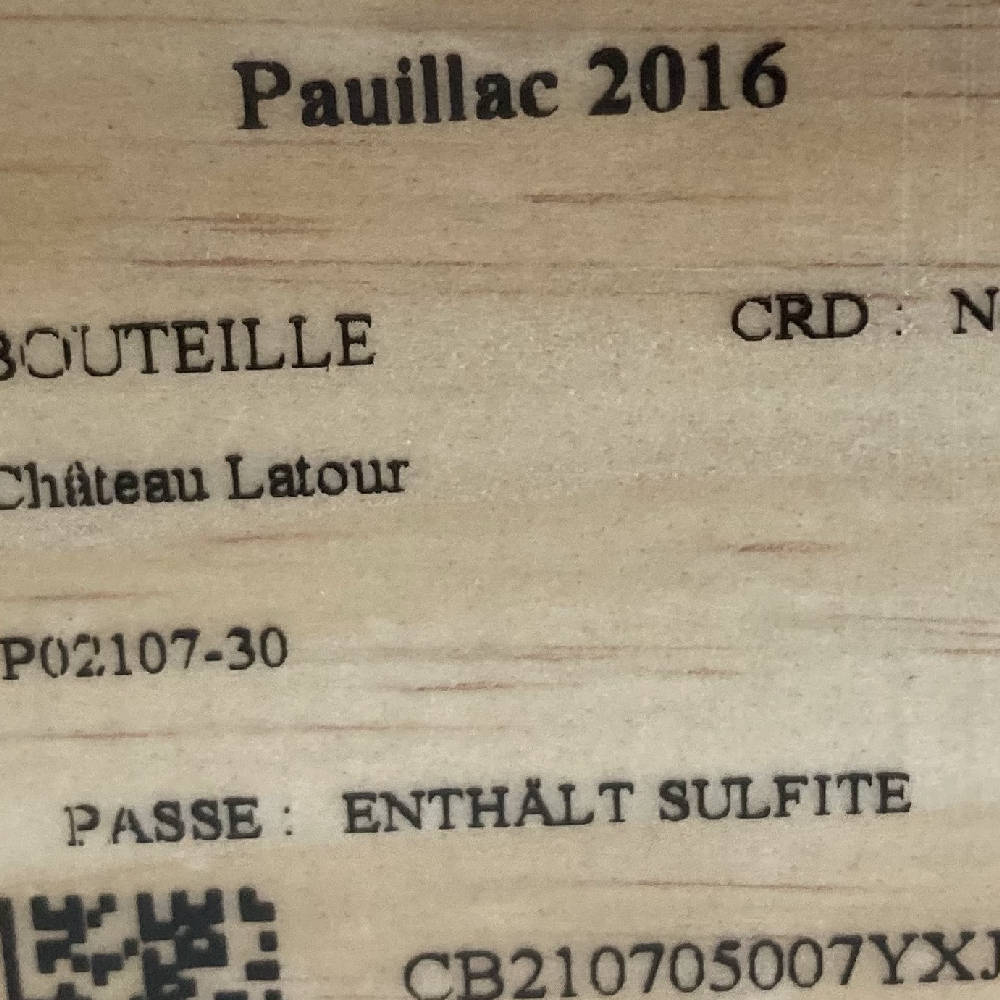 Pauillac 2016
BOUTEILLE CRD : N
Château Latour
P02107-30
PASSE : ENTHÄLT SULFITE
CB210705007YXJ